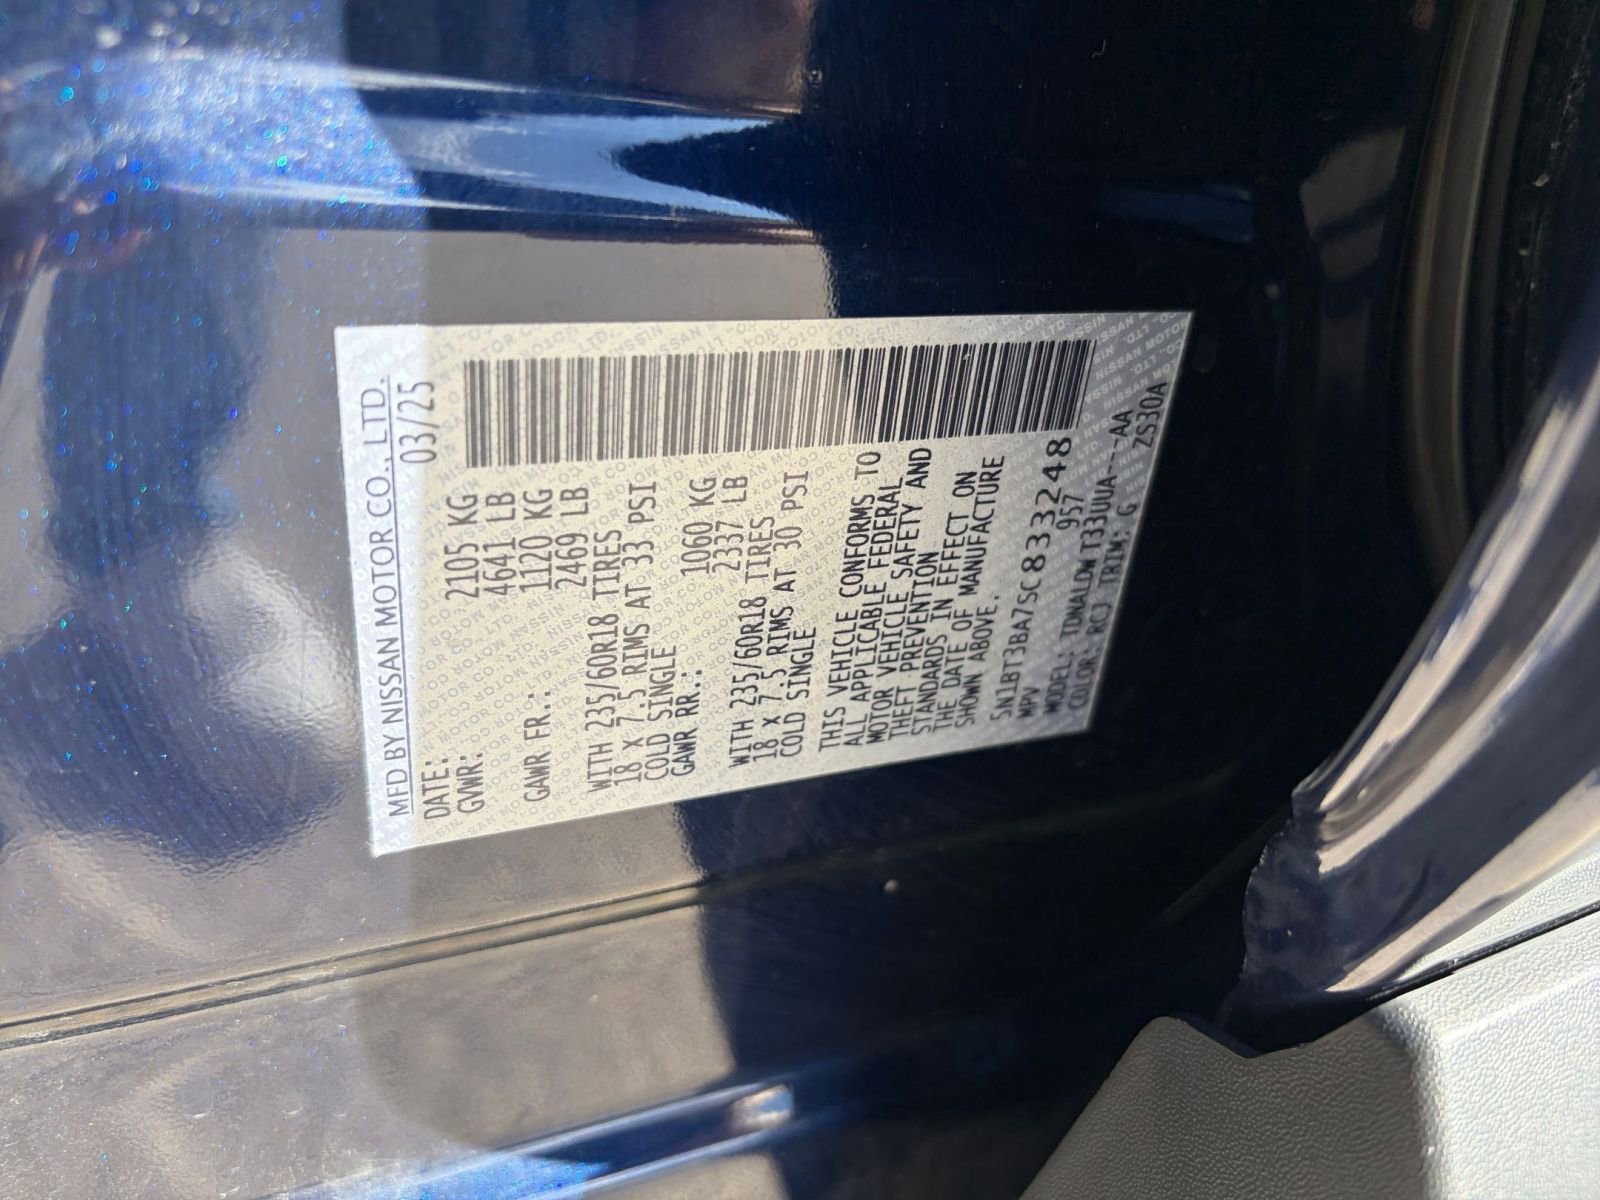 MFD BY NISSAN MOTOR CO., LTD.
DATE: 03/25
GVWR: 2105 KG
4641 LB
GAWR FR.: 1120 KG
2469 LB
WITH 235/60R18 TIRES
18 X 7.5 RIMS AT 33 PSI
COLD SINGLE
GAWR RR.: 1060 KG
2337 LB
WITH 235/60R18 TIRES
18 X 7.5 RIMS AT 30 PSI
COLD SINGLE
THIS VEHICLE CONFORMS TO
ALL APPLICABLE FEDERAL
MOTOR VEHICLE SAFETY AND
THEFT PREVENTION
STANDARDS IN EFFECT ON
THE DATE OF MANUFACTURE
SHOWN ABOVE.
5N1BT3BA7SC833248
MPV 957
MODEL: TDNALDWT33UUA---AA
COLOR: RCJ TRIM: G ZS30A